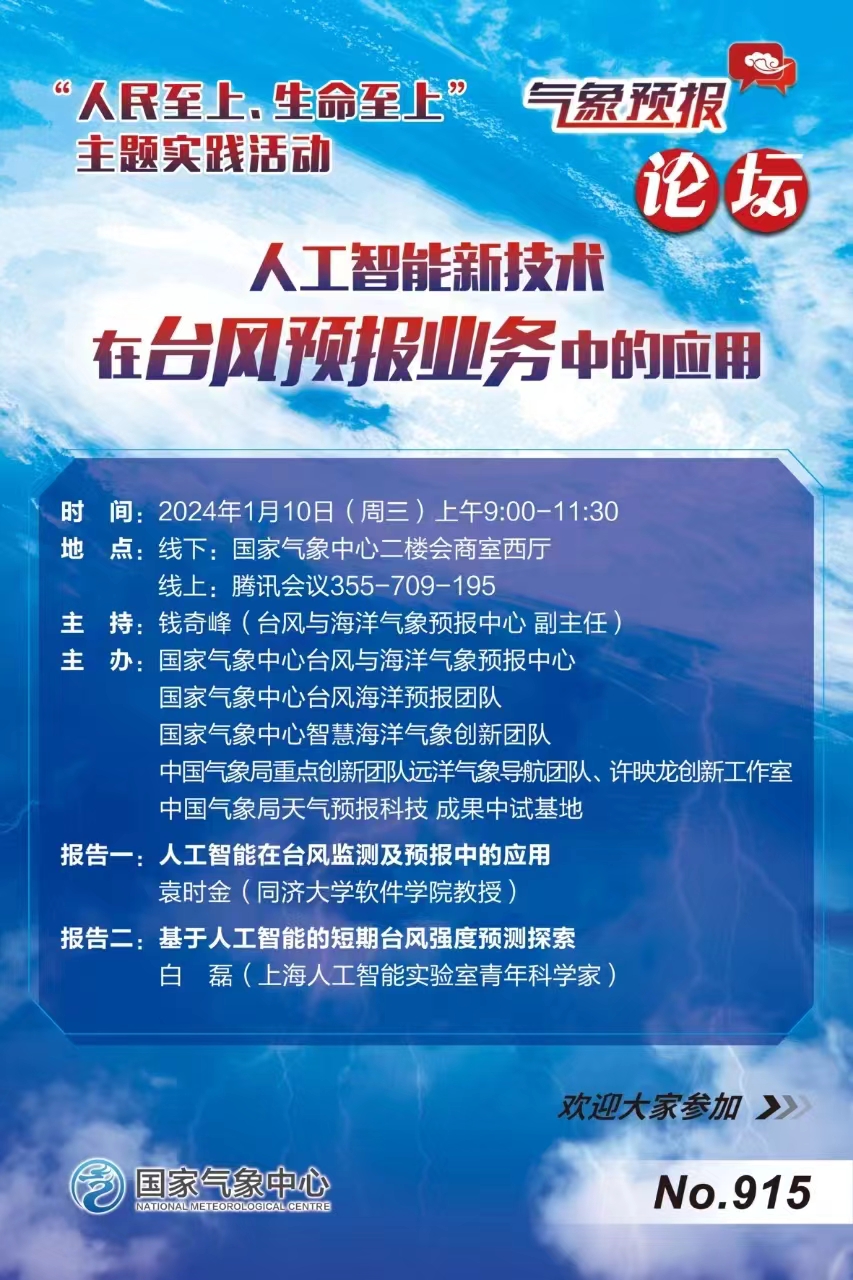 “人民至上、生命至上”
主题实践活动
气象预报
论坛
人工智能新技术
在台风预报业务中的应用
时 间：2024年1月10日（周三）上午9:00-11:30
地 点：线下：国家气象中心二楼会商室西厅
线上：腾讯会议355-709-195
主 持：钱奇峰（台风与海洋气象预报中心 副主任）
主 办：国家气象中心台风与海洋气象预报中心
国家气象中心台风海洋预报团队
国家气象中心智慧海洋气象创新团队
中国气象局重点创新团队远洋气象导航团队、许映龙创新工作室
中国气象局天气预报科技 成果中试基地
报告一：人工智能在台风监测及预报中的应用
袁时金（同济大学软件学院教授）
报告二：基于人工智能的短期台风强度预测探索
白 磊（上海人工智能实验室青年科学家）
欢迎大家参加
国家气象中心
NATIONAL METEOROLOGICAL CENTRE
No.915